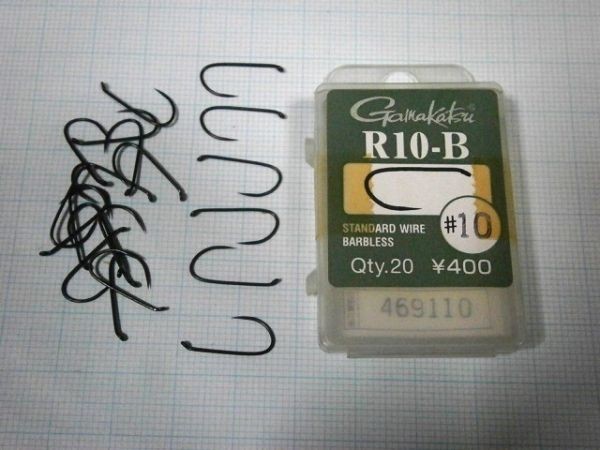 Gamakatsu
R10-B
#10
STANDARD WIRE
BARBLESS
Qty.20 ¥400
469110